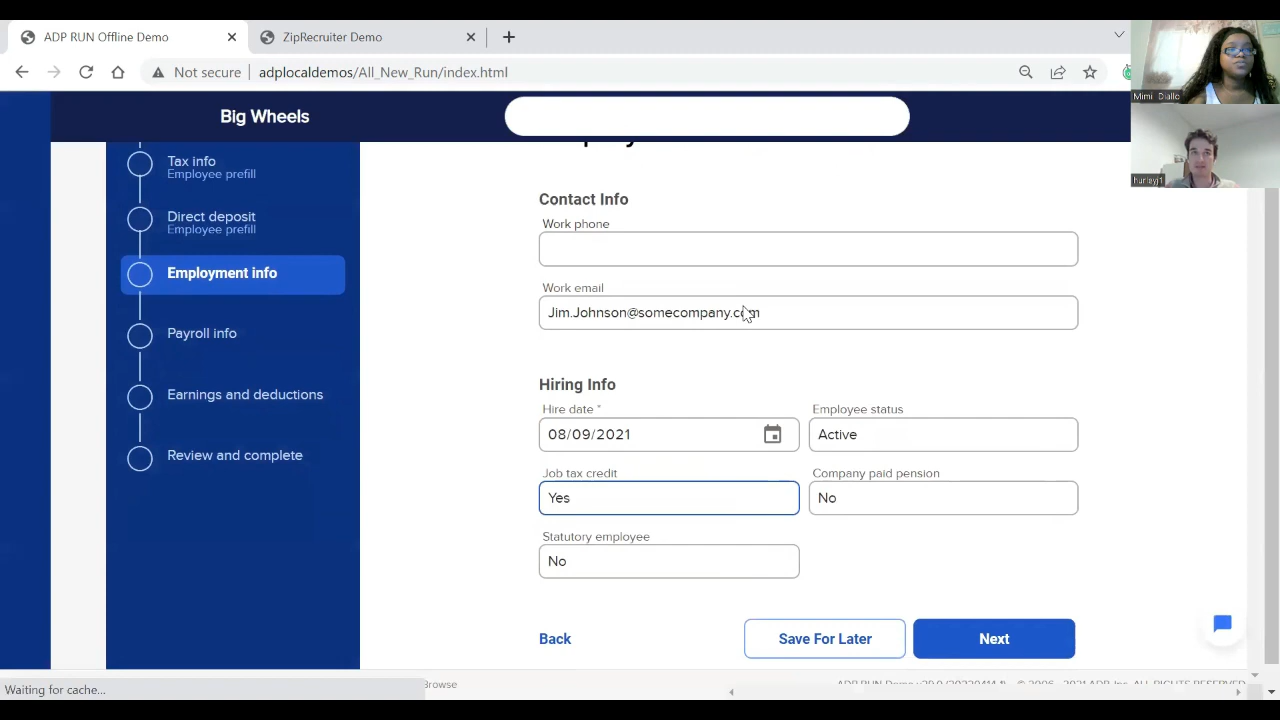 ADP RUN Offline Demo
ZipRecruiter Demo
Not secure
adplocaldemos/All_New_Run/index.html
Mimi Diallo
hurleyj1
Big Wheels
Tax info
Employee prefill
Direct deposit
Employee prefill
Employment info
Payroll info
Earnings and deductions
Review and complete
Contact Info
Work phone
Work email
Jim.Johnson@somecompany.com
Hiring Info
Hire date *
08/09/2021
Employee status
Active
Job tax credit
Yes
Company paid pension
No
Statutory employee
No
Back
Save For Later
Next
Waiting for cache...
Browse